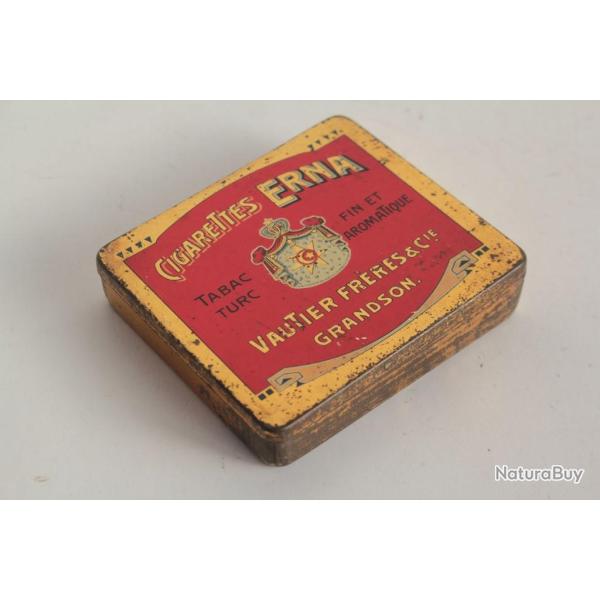 CIGARETTES ERNA
TABAC
TURC
FIN ET
AROMATIQUE
VAUTIER FRÈRES & CIE
GRANDSON.
NaturaBuy